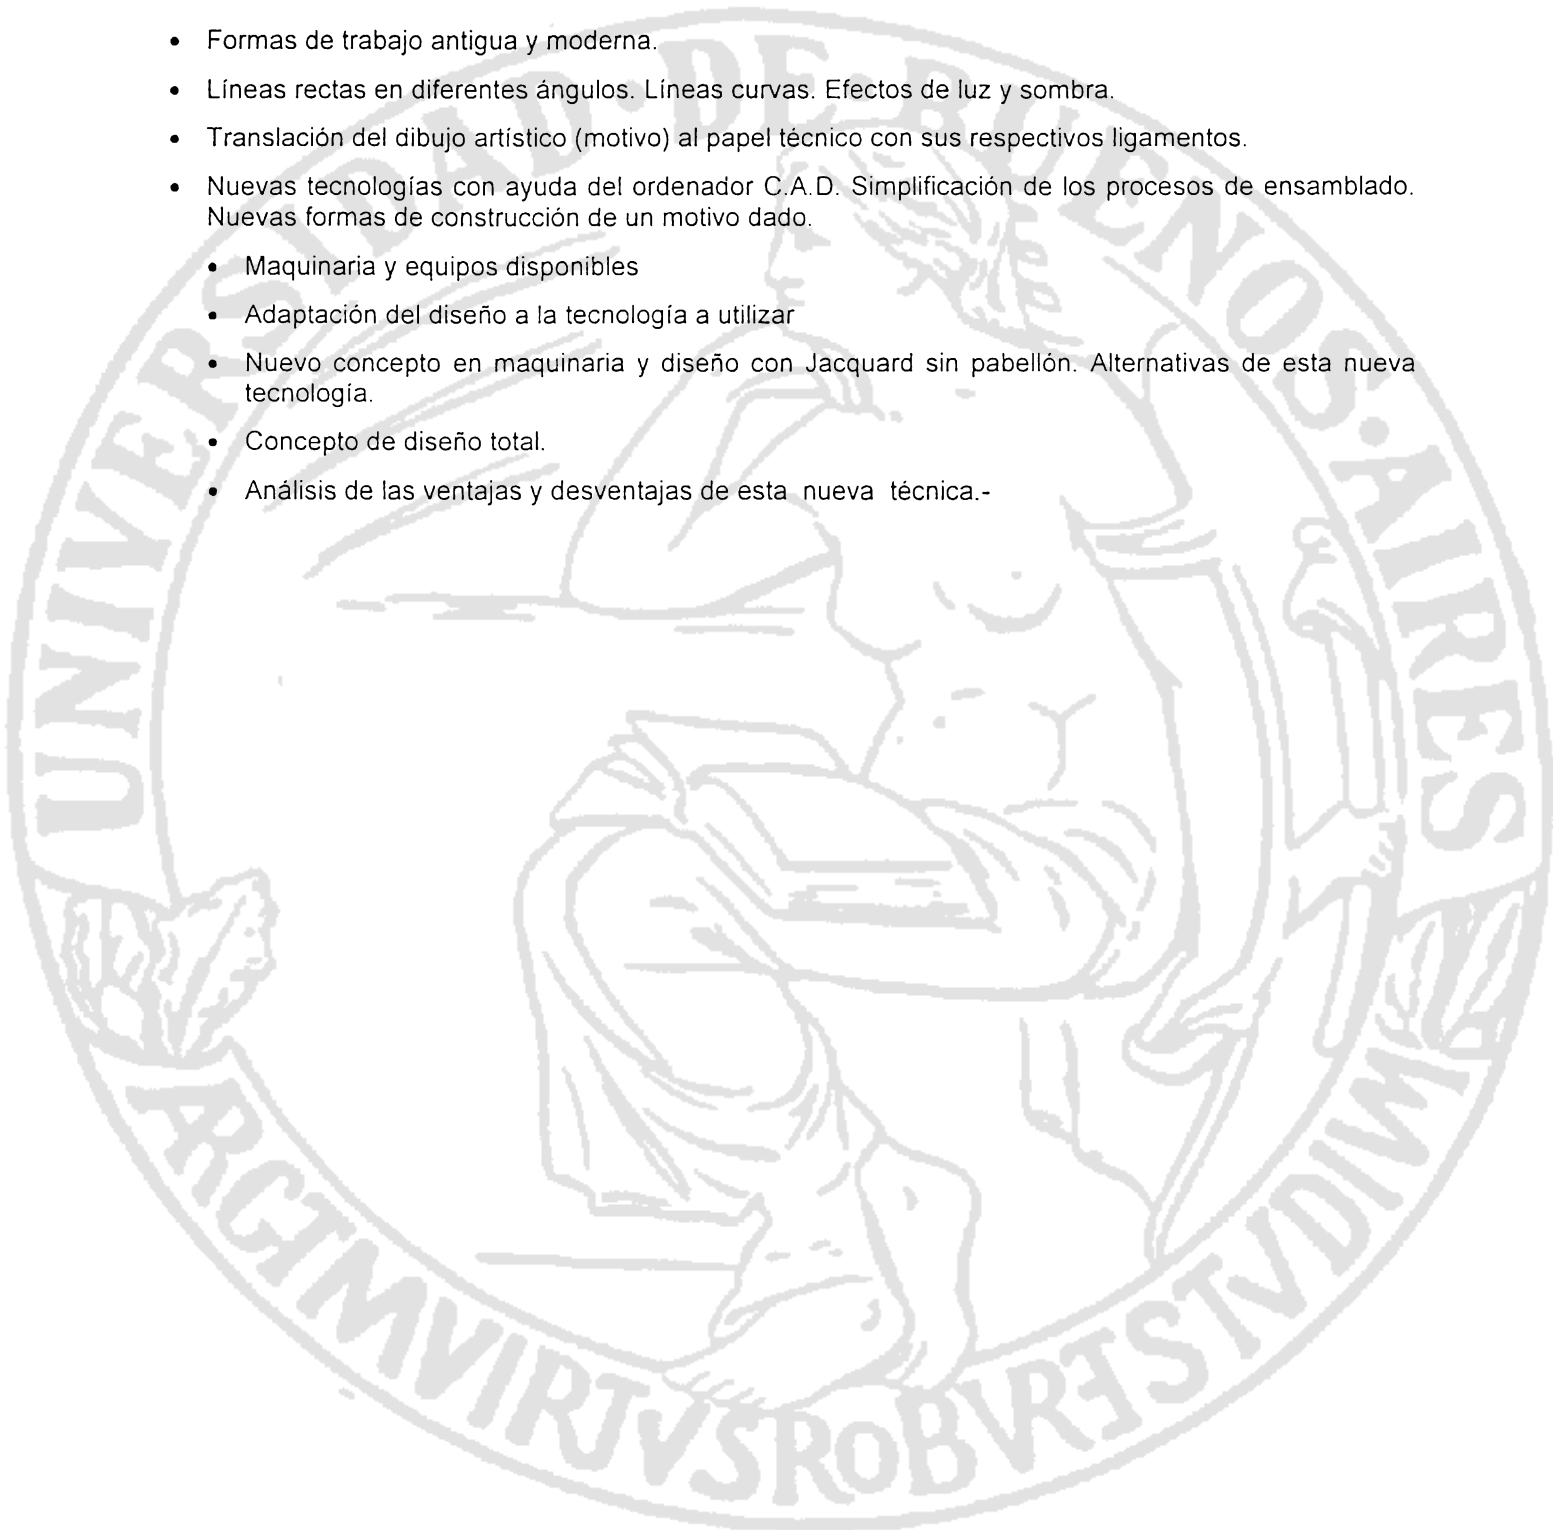 • Formas de trabajo antigua y moderna.
• Líneas rectas en diferentes ángulos. Líneas curvas. Efectos de luz y sombra.
• Translación del dibujo artístico (motivo) al papel técnico con sus respectivos ligamentos.
• Nuevas tecnologías con ayuda del ordenador C.A.D. Simplificación de los procesos de ensamblado.
Nuevas formas de construcción de un motivo dado.
• Maquinaria y equipos disponibles
• Adaptación del diseño a la tecnología a utilizar
• Nuevo concepto en maquinaria y diseño con Jacquard sin pabellón. Alternativas de esta nueva
tecnología.
• Concepto de diseño total.
• Análisis de las ventajas y desventajas de esta nueva técnica.-
UNIVERSIDAD·DE·BUENOS·AIRES
ARGTMVIRTVSROBVRETSTVDIVM